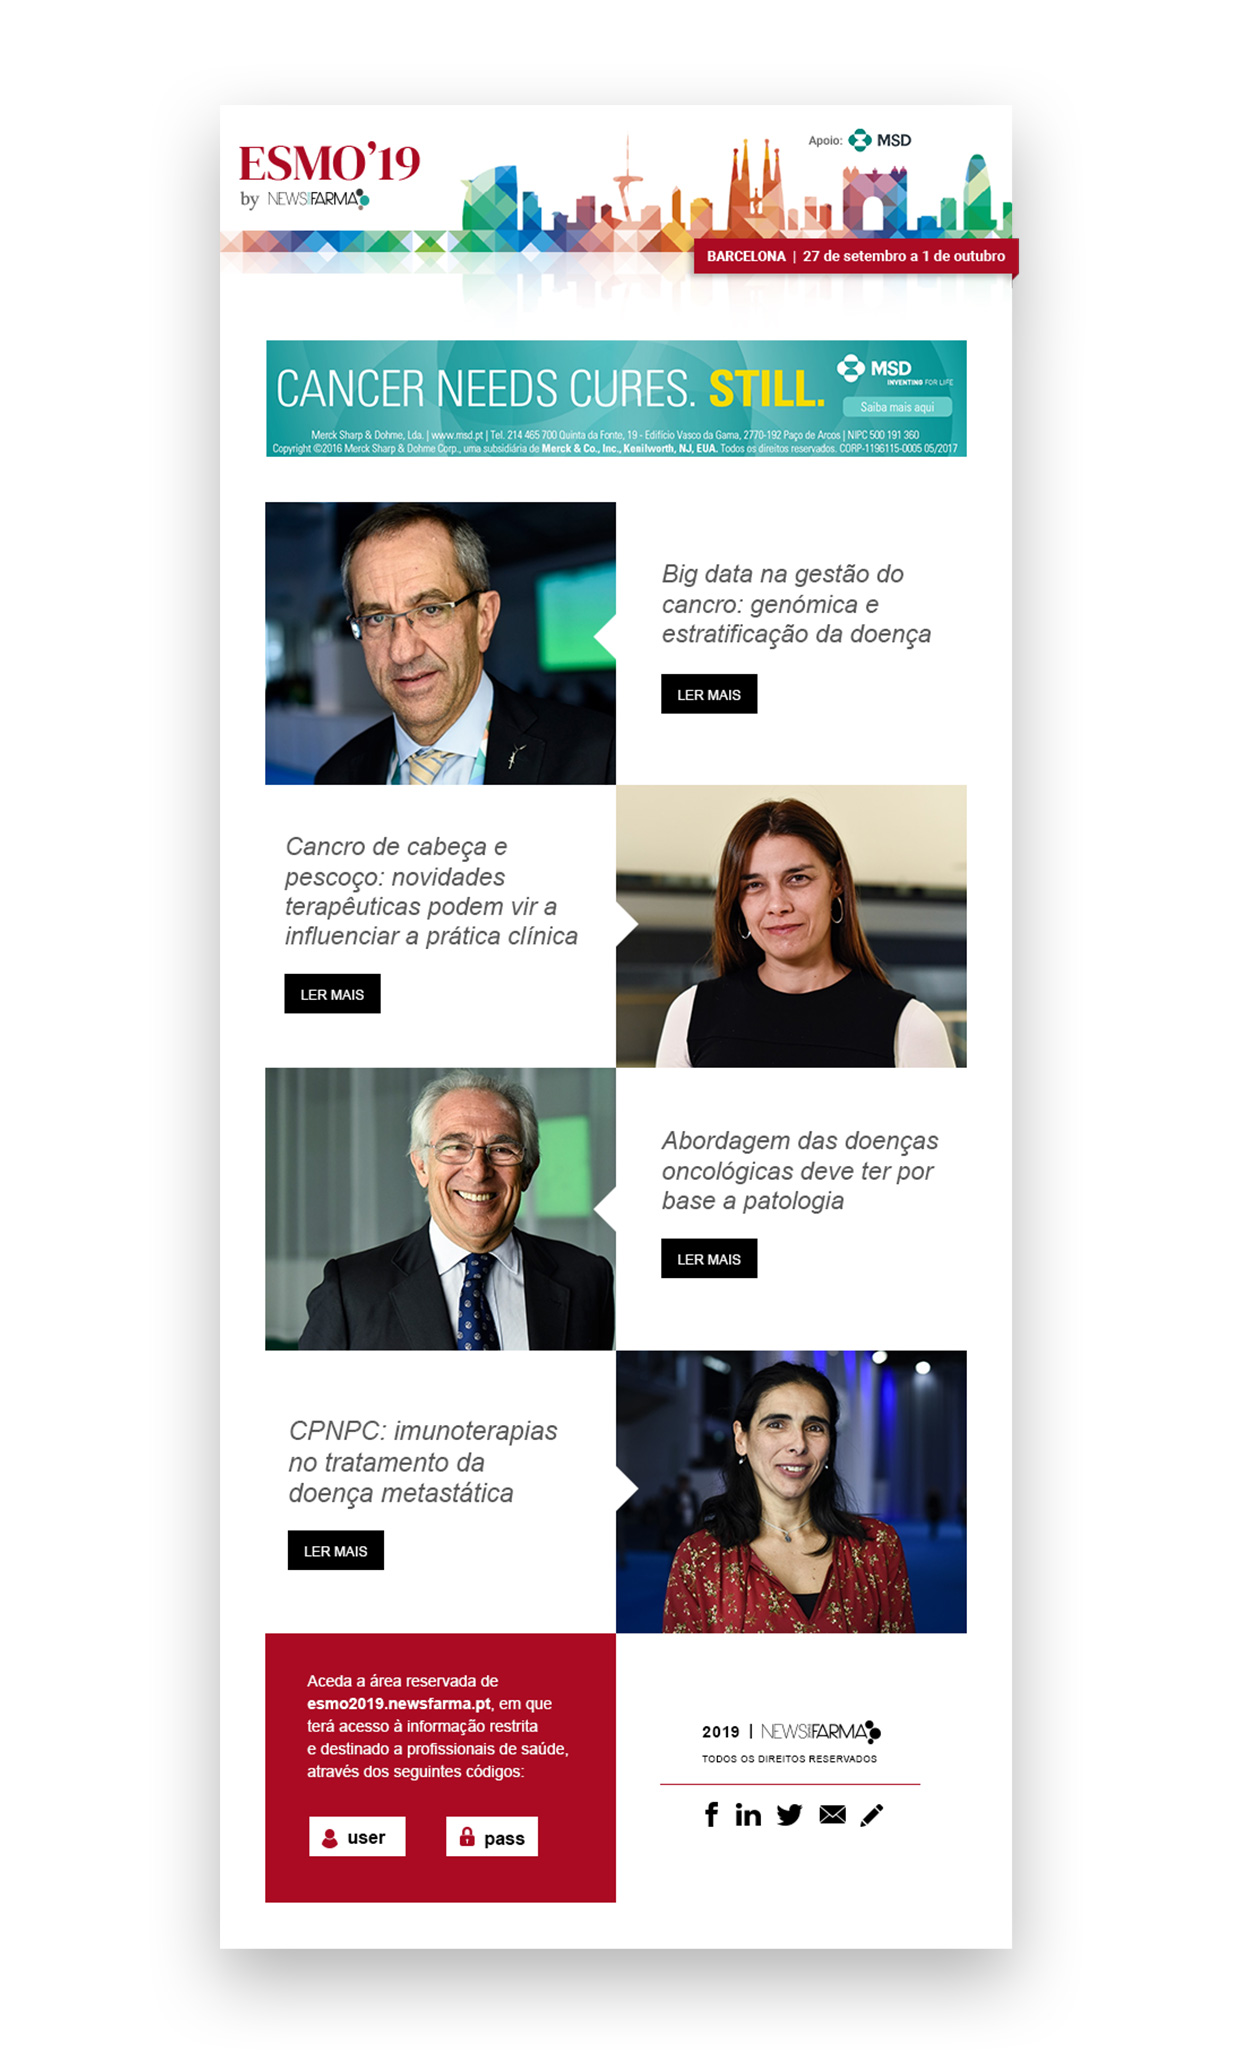 ESMO'19
by NEWSFARMA
Apoio: MSD
BARCELONA | 27 de setembro a 1 de outubro
CANCER NEEDS CURES. STILL.
MSD
INVENTING FOR LIFE
Saiba mais aqui
Merck Sharp & Dohme, Lda. | www.msd.pt | Tel. 214 465 700 Quinta da Fonte, 19 - Edifício Vasco da Gama, 2770-192 Paço de Arcos | NIPC 500 191 360
Copyright ©2016 Merck Sharp & Dohme Corp., uma subsidiária de Merck & Co., Inc., Kenilworth, NJ, EUA. Todos os direitos reservados. CORP-1196115-0005 05/2017
Big data na gestão do
cancro: genómica e
estratificação da doença
LER MAIS
Cancro de cabeça e
pescoço: novidades
terapêuticas podem vir a
influenciar a prática clínica
LER MAIS
Abordagem das doenças
oncológicas deve ter por
base a patologia
LER MAIS
CPNPC: imunoterapias
no tratamento da
doença metastática
LER MAIS
Aceda a área reservada de
esmo2019.newsfarma.pt, em que
terá acesso à informação restrita
e destinado a profissionais de saúde,
através dos seguintes códigos:
user
pass
2019 | NEWSFARMA
TODOS OS DIREITOS RESERVADOS